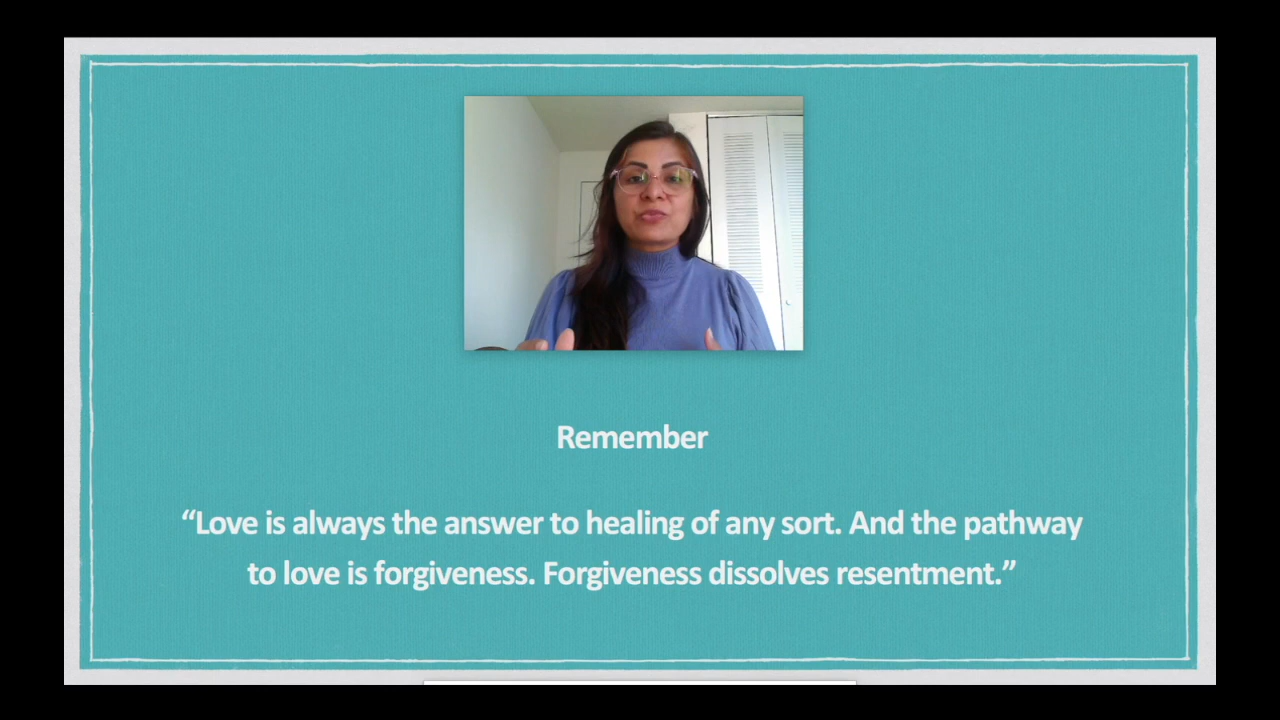 Remember
“Love is always the answer to healing of any sort. And the pathway
to love is forgiveness. Forgiveness dissolves resentment.”